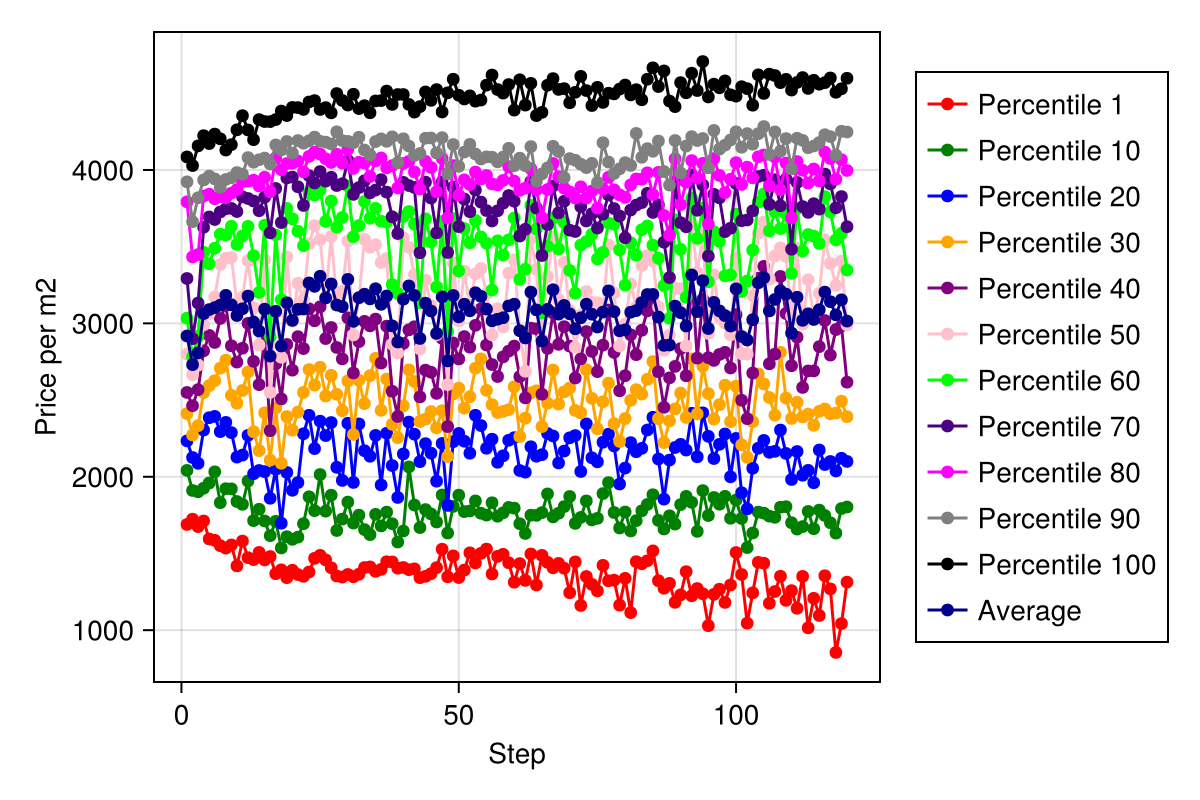 4000
3000
2000
1000
Price per m2
0
50
100
Step
Percentile 1
Percentile 10
Percentile 20
Percentile 30
Percentile 40
Percentile 50
Percentile 60
Percentile 70
Percentile 80
Percentile 90
Percentile 100
Average